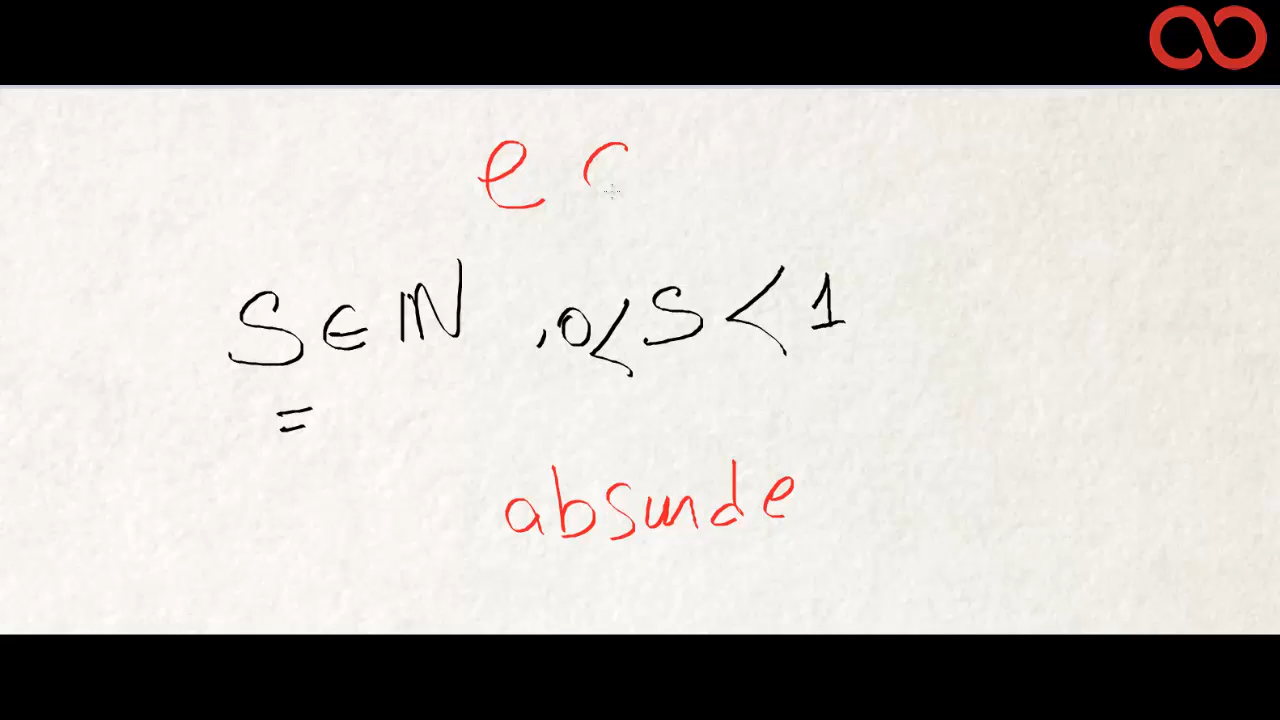 e
S ∈ ℕ , 0 < S < 1
=
absurde